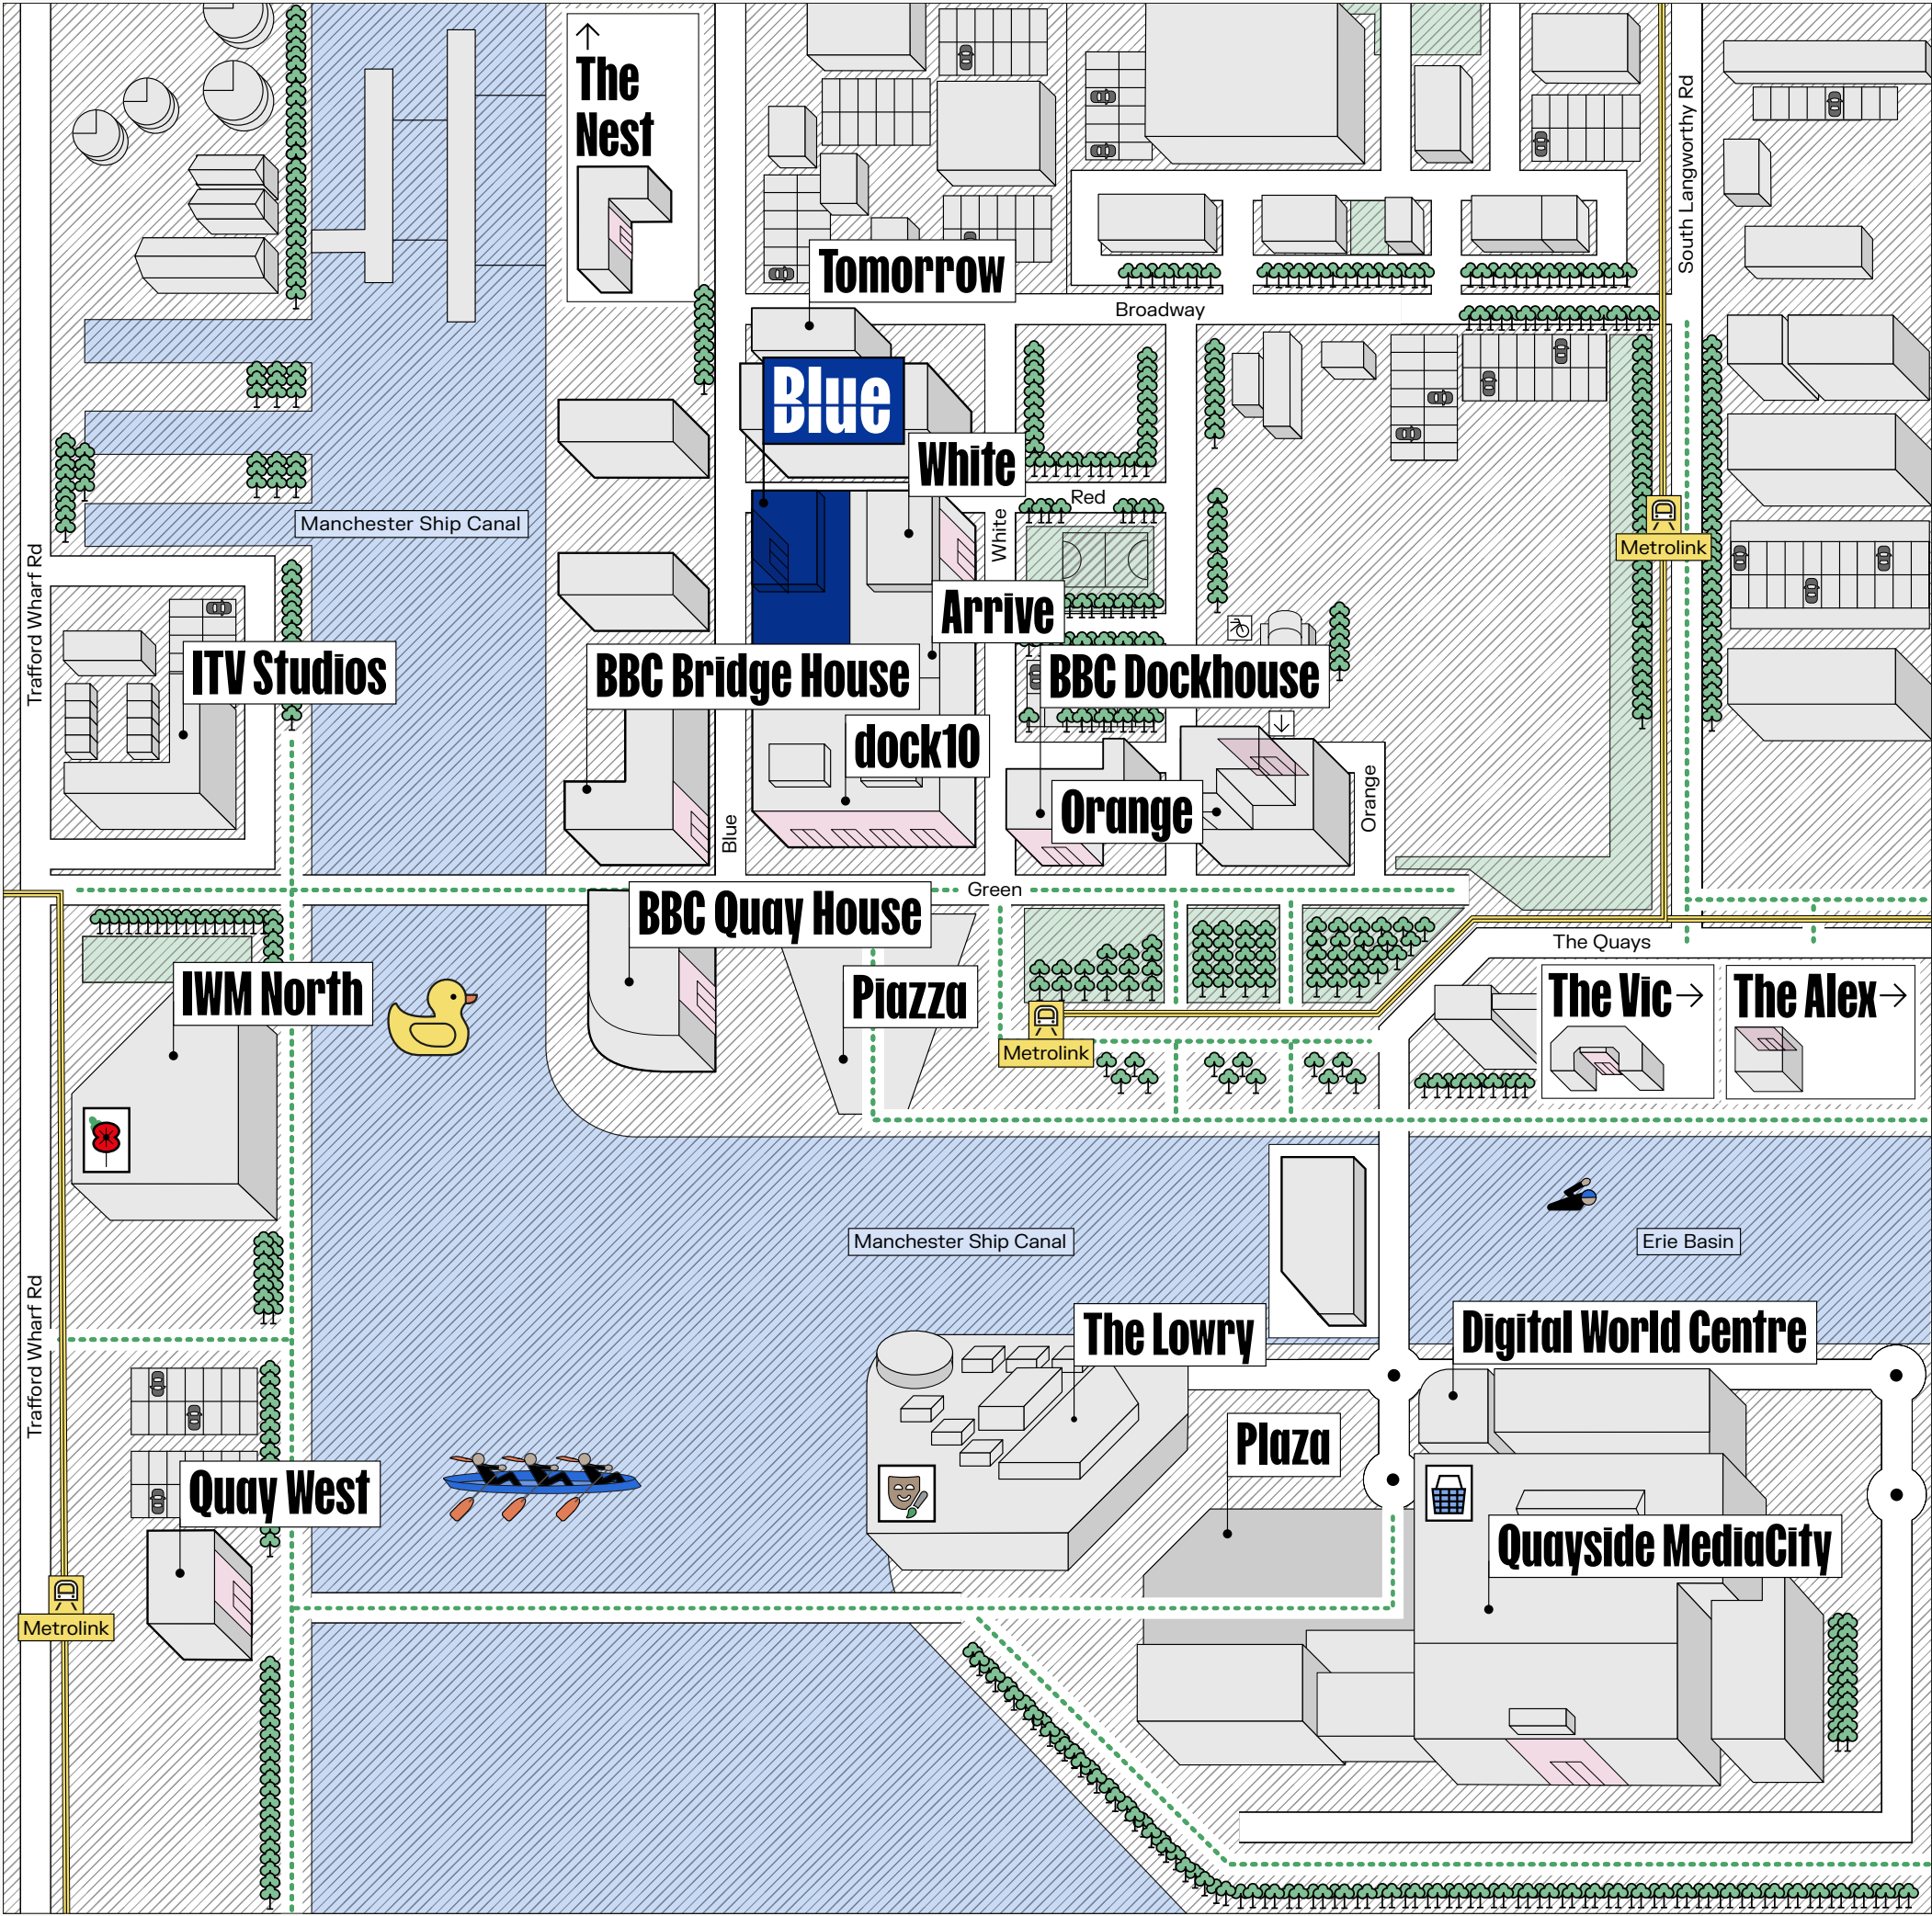 The
Nest
South Langworthy Rd
Tomorrow
Broadway
Blue
White
Red
White
Manchester Ship Canal
Metrolink
Trafford Wharf Rd
Arrive
ITV Studios
BBC Bridge House
BBC Dockhouse
dock10
Orange
Orange
Blue
Green
BBC Quay House
The Quays
IWM North
Piazza
The Vic→
The Alex→
Metrolink
Manchester Ship Canal
Erie Basin
Trafford Wharf Rd
The Lowry
Digital World Centre
Plaza
Quay West
Quayside MediaCity
Metrolink